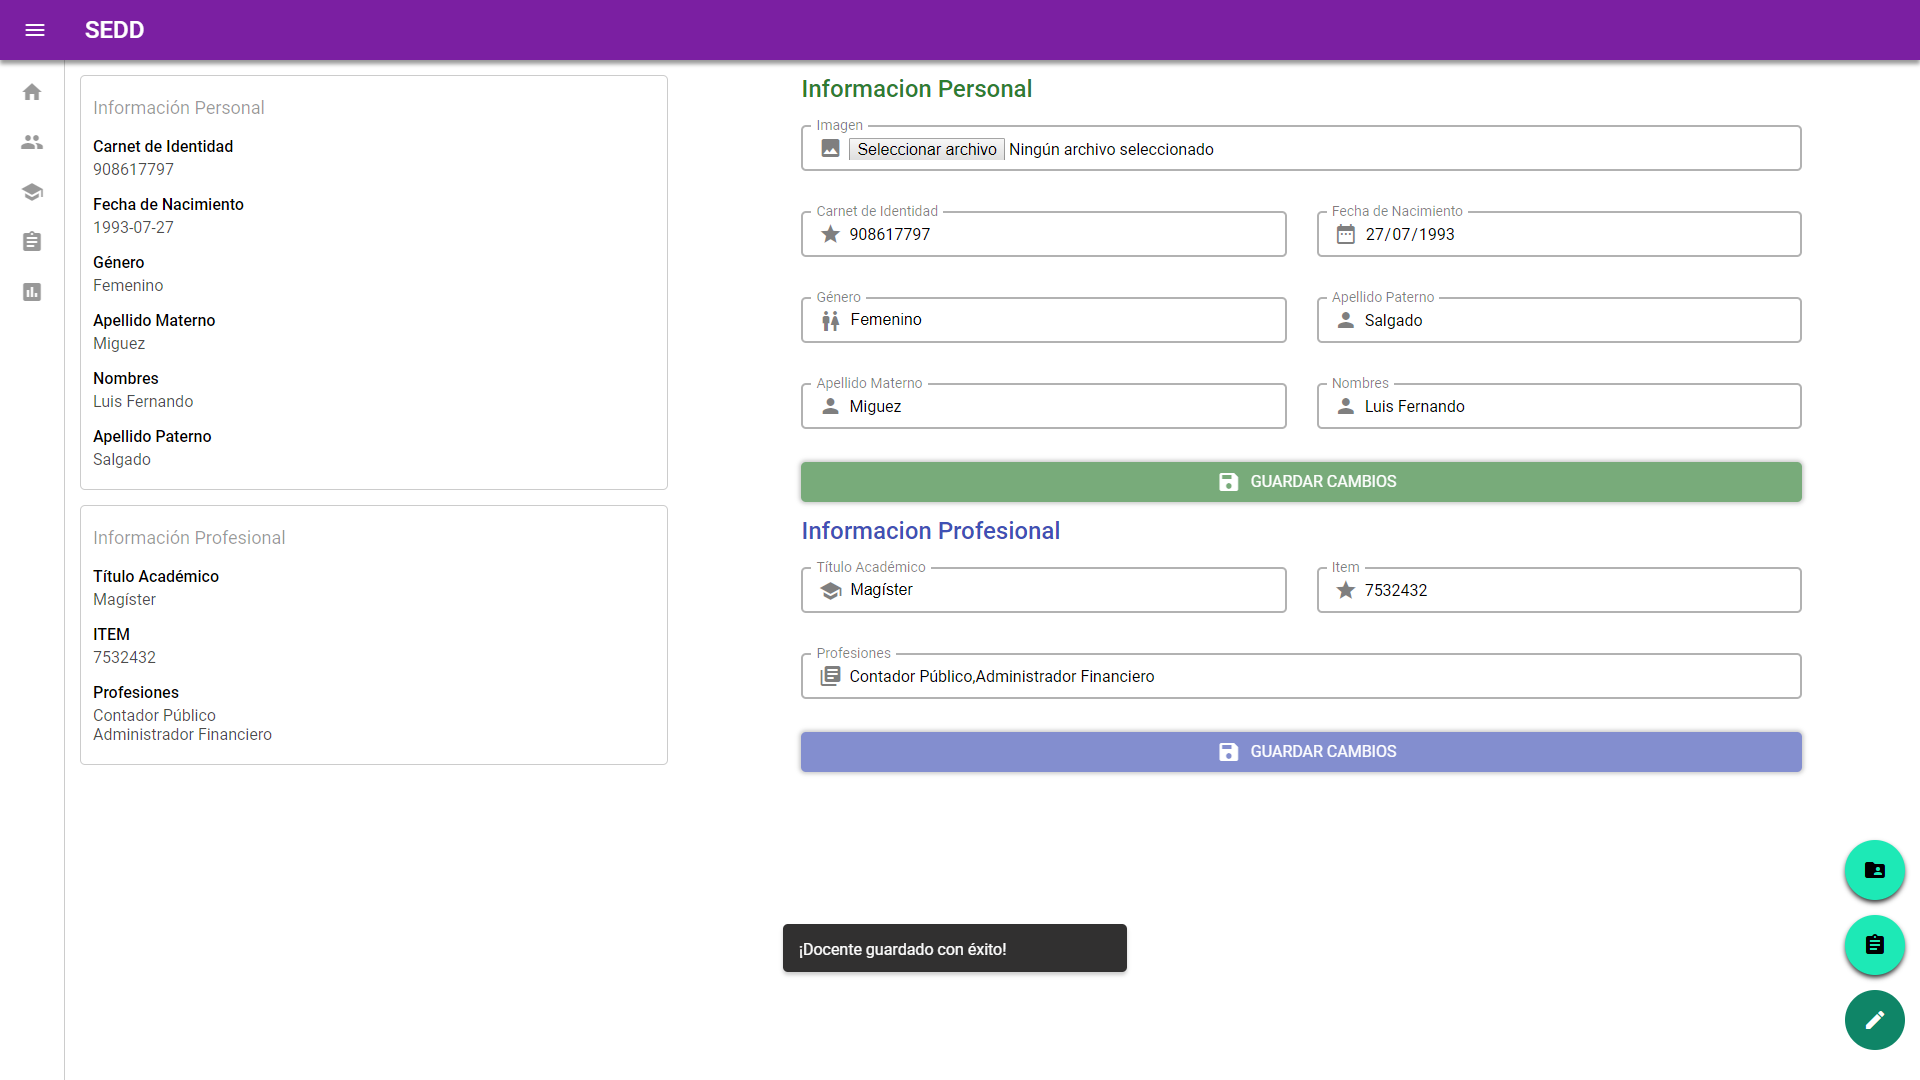 SEDD
Información Personal
Carnet de Identidad
908617797
Fecha de Nacimiento
1993-07-27
Género
Femenino
Apellido Materno
Miguez
Nombres
Luis Fernando
Apellido Paterno
Salgado
Información Profesional
Título Académico
Magíster
ITEM
7532432
Profesiones
Contador Público
Administrador Financiero
Informacion Personal
Imagen
Seleccionar archivo Ningún archivo seleccionado
Carnet de Identidad
908617797
Fecha de Nacimiento
27/07/1993
Género
Femenino
Apellido Paterno
Salgado
Apellido Materno
Miguez
Nombres
Luis Fernando
GUARDAR CAMBIOS
Informacion Profesional
Título Académico
Magíster
Item
7532432
Profesiones
Contador Público,Administrador Financiero
GUARDAR CAMBIOS
¡Docente guardado con éxito!